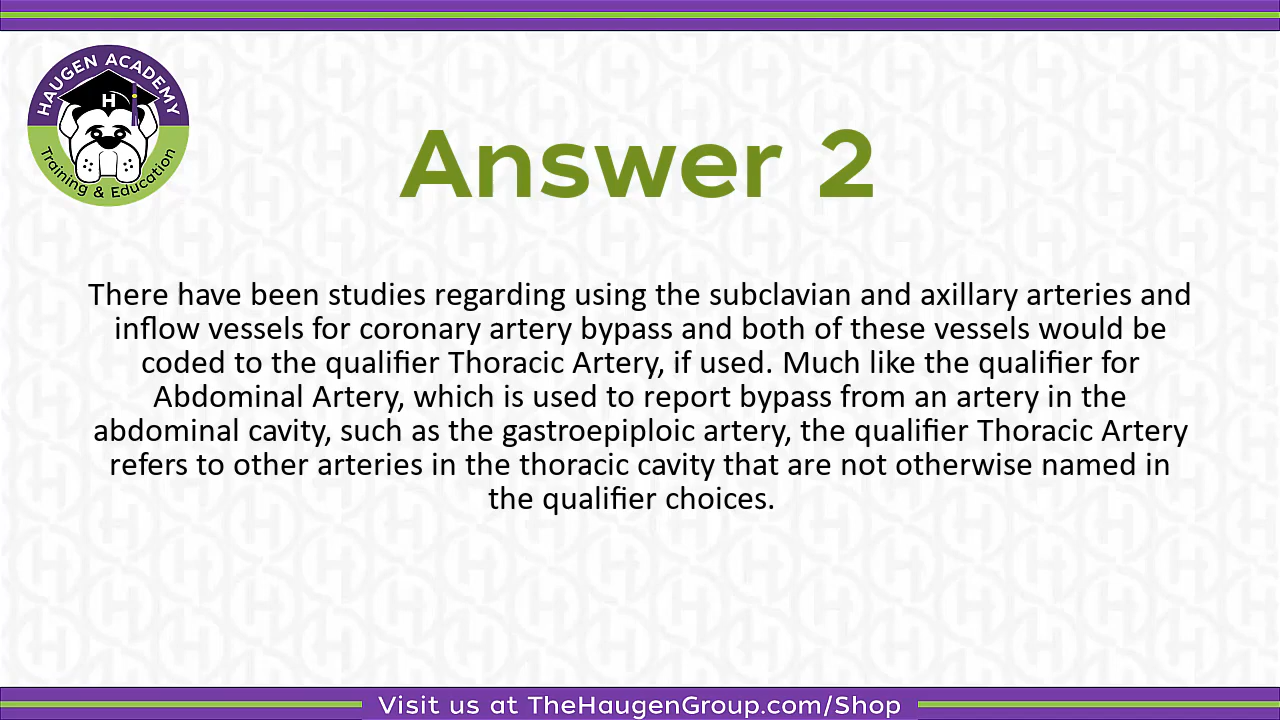 HAUGEN ACADEMY
H
Training & Education
Answer 2
There have been studies regarding using the subclavian and axillary arteries and
inflow vessels for coronary artery bypass and both of these vessels would be
coded to the qualifier Thoracic Artery, if used. Much like the qualifier for
Abdominal Artery, which is used to report bypass from an artery in the
abdominal cavity, such as the gastroepiploic artery, the qualifier Thoracic Artery
refers to other arteries in the thoracic cavity that are not otherwise named in
the qualifier choices.
Visit us at TheHaugenGroup.com/Shop